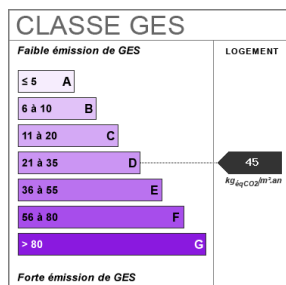 CLASSE GES
Faible émission de GES
LOGEMENT
≤ 5 A
6 à 10 B
11 à 20 C
21 à 35 D
45
kgéqCO2/m².an
36 à 55 E
56 à 80 F
> 80 G
Forte émission de GES